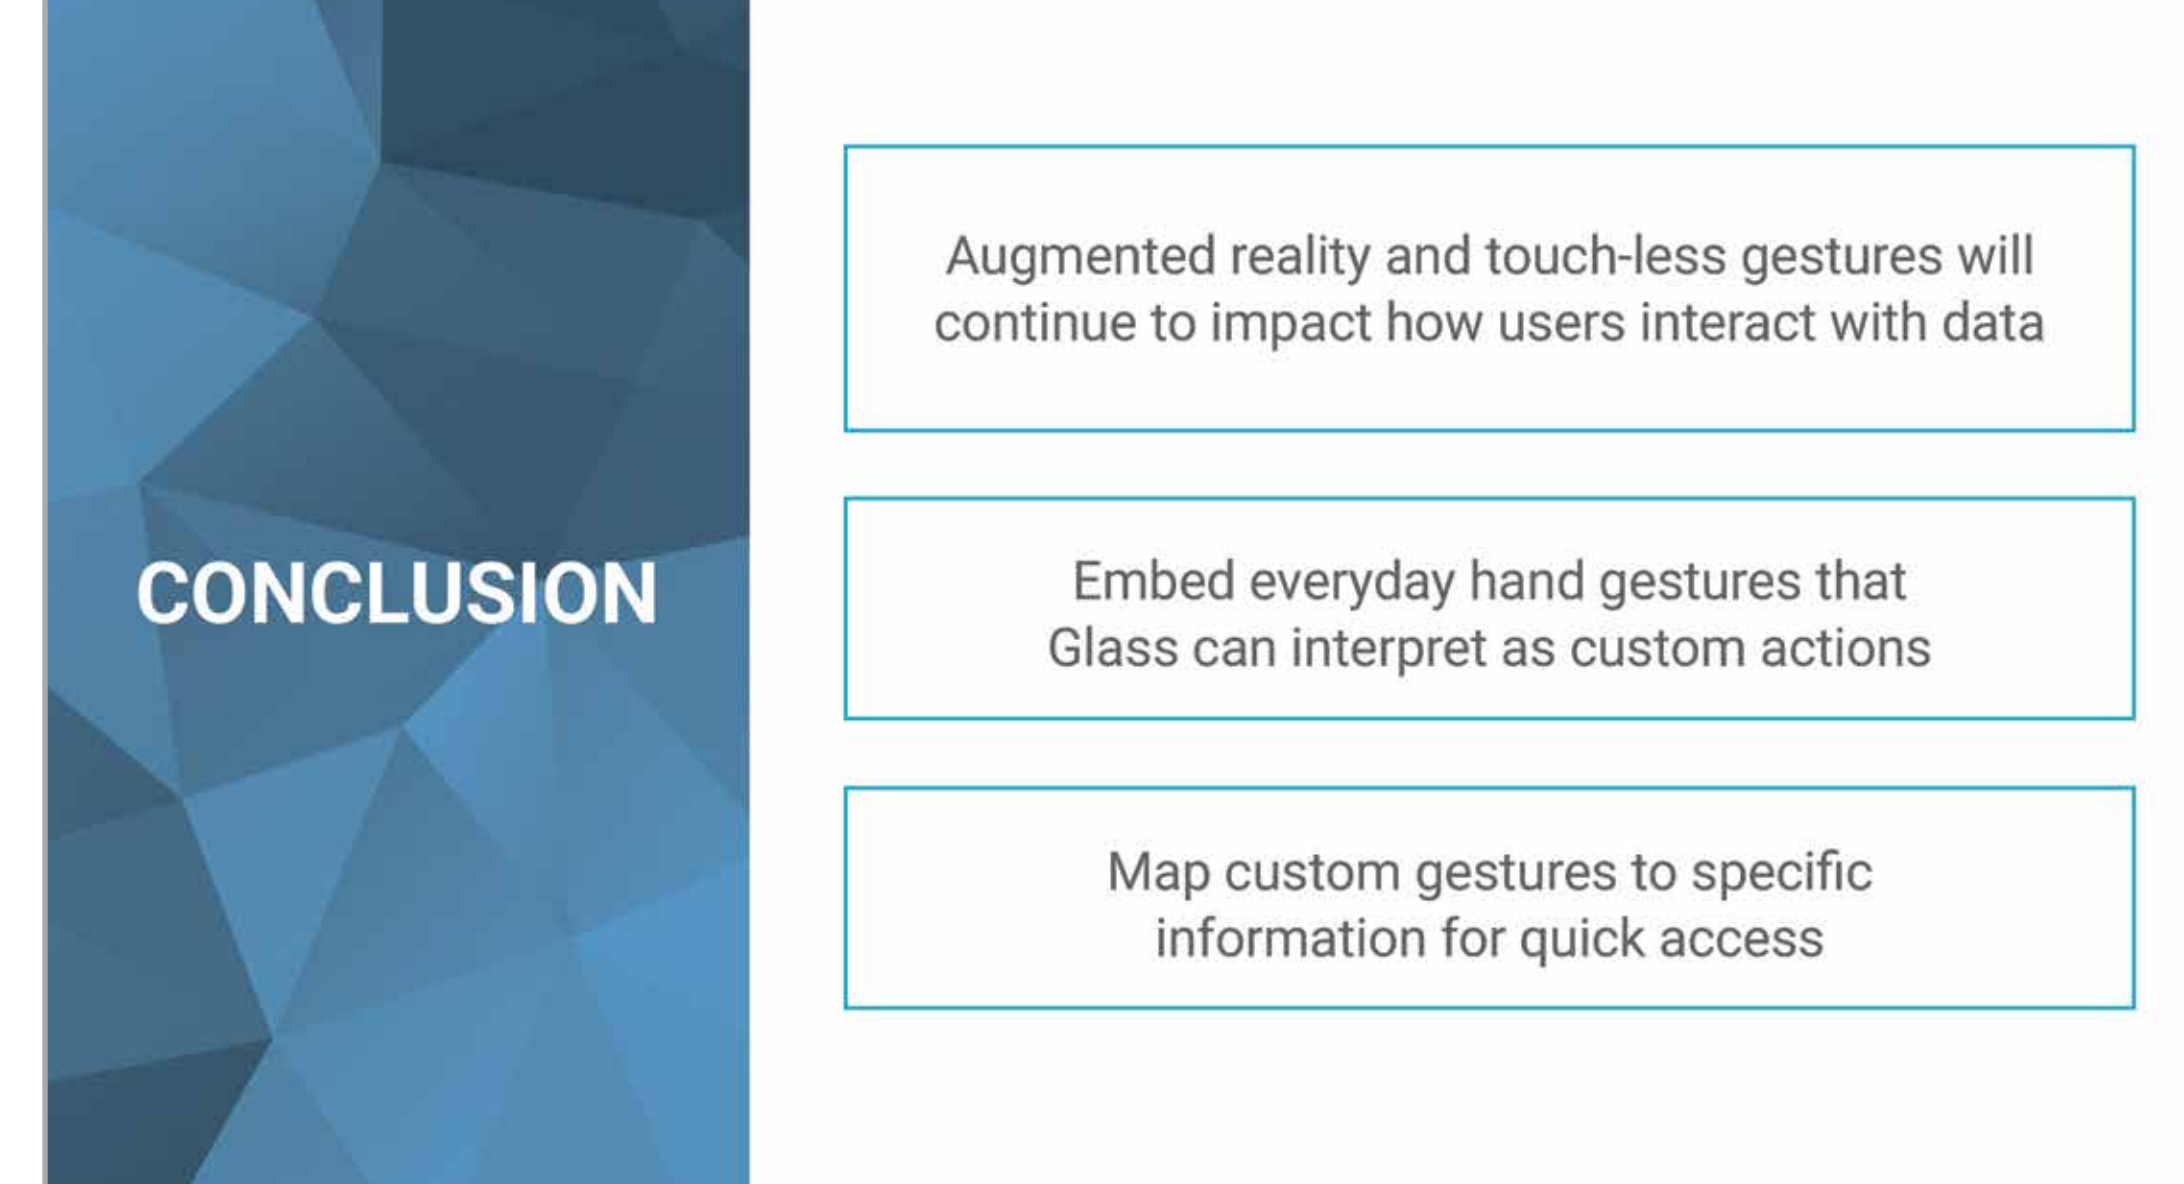 CONCLUSION
Augmented reality and touch-less gestures will
continue to impact how users interact with data
Embed everyday hand gestures that
Glass can interpret as custom actions
Map custom gestures to specific
information for quick access